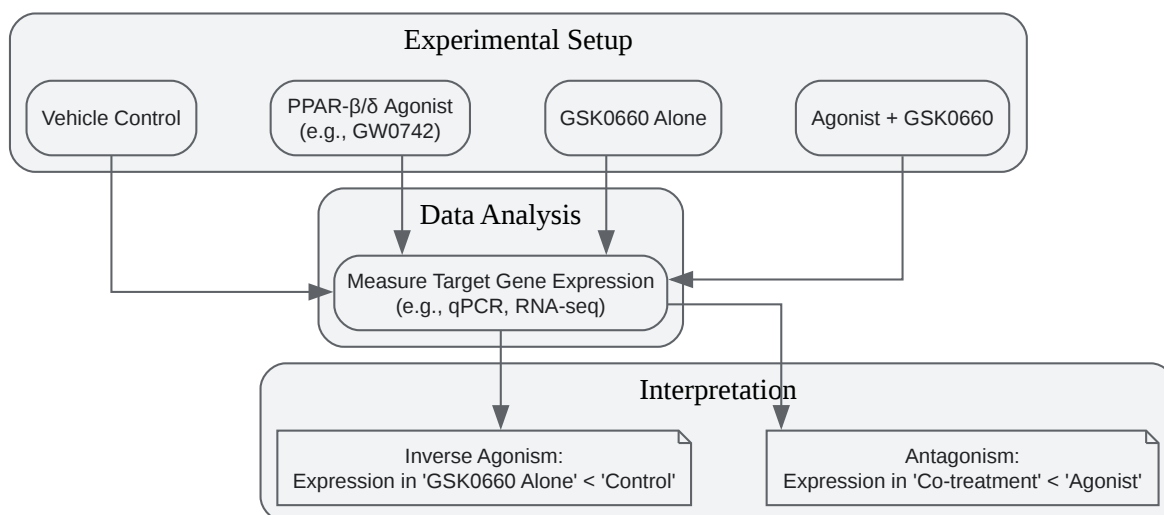 Experimental Setup
Vehicle Control
PPAR-β/δ Agonist
(e.g., GW0742)
GSK0660 Alone
Agonist + GSK0660
Data Analysis
Measure Target Gene Expression
(e.g., qPCR, RNA-seq)
Interpretation
Inverse Agonism:
Expression in 'GSK0660 Alone' < 'Control'
Antagonism:
Expression in 'Co-treatment' < 'Agonist'